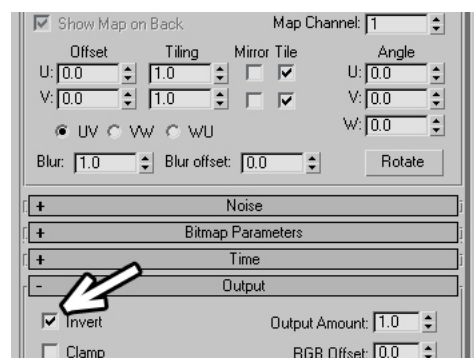 Show Map on Back Map Channel: 1
Offset Tiling Mirror Tile Angle
U: 0.0 1.0 U: 0.0
V: 0.0 1.0 V: 0.0
UV VW WU W: 0.0
Blur: 1.0 Blur offset: 0.0 Rotate
+ Noise
+ Bitmap Parameters
+ Time
- Output
Invert Output Amount: 1.0
Clamp RGB Offset: 0.0